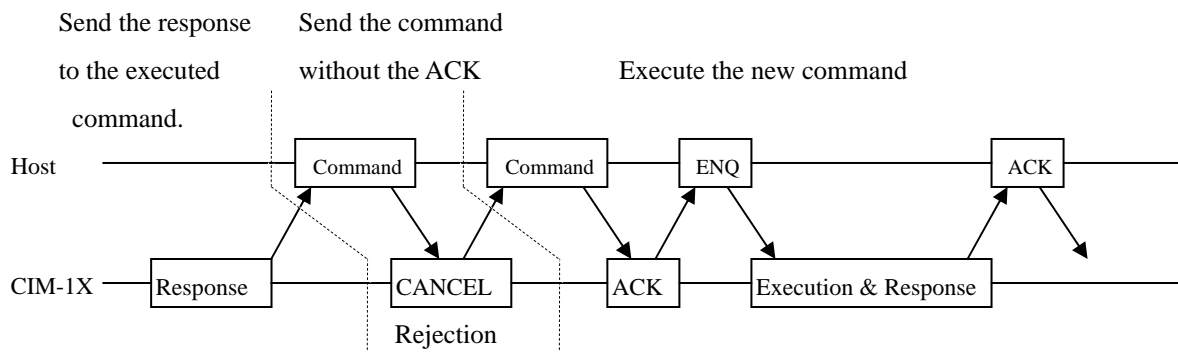 Send the response
to the executed
command.
Send the command
without the ACK
Execute the new command
Host
Command
Command
ENQ
ACK
CIM-1X
Response
CANCEL
ACK
Execution & Response
Rejection